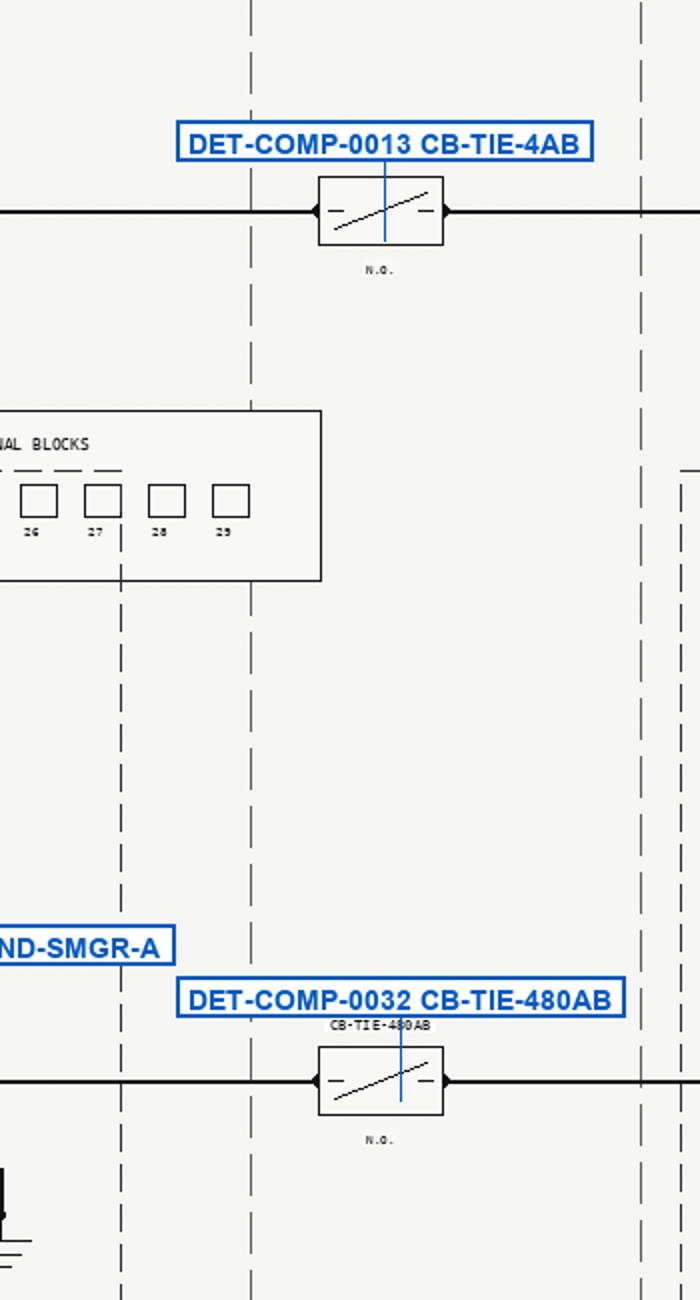 DET-COMP-0013 CB-TIE-4AB
N.O.
NAL BLOCKS
26 27 28 29
ND-SMGR-A
DET-COMP-0032 CB-TIE-480AB
CB-TIE-480AB
N.O.